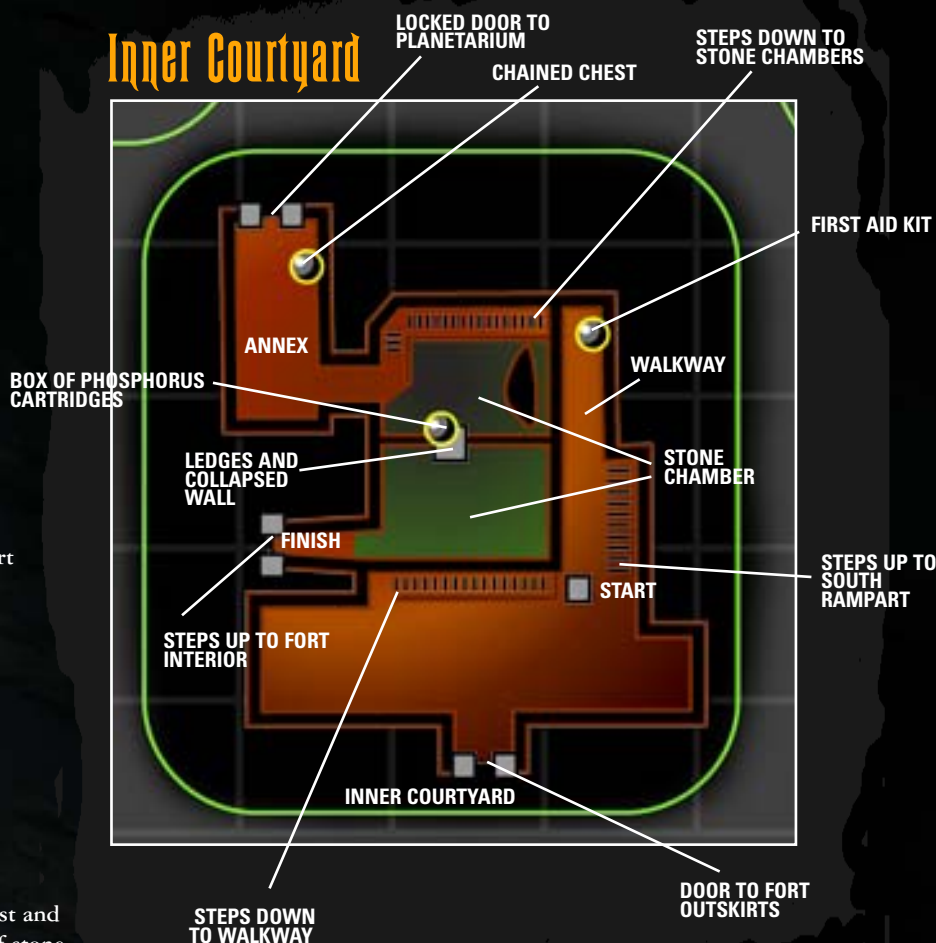 Inner Courtyard
LOCKED DOOR TO
PLANETARIUM
CHAINED CHEST
STEPS DOWN TO
STONE CHAMBERS
FIRST AID KIT
ANNEX
WALKWAY
BOX OF PHOSPHORUS
CARTRIDGES
LEDGES AND
COLLAPSED
WALL
STONE
CHAMBER
FINISH
rt
START
STEPS UP TO
SOUTH
RAMPART
STEPS UP TO FORT
INTERIOR
INNER COURTYARD
DOOR TO FORT
OUTSKIRTS
STEPS DOWN
TO WALKWAY
st and
f stone